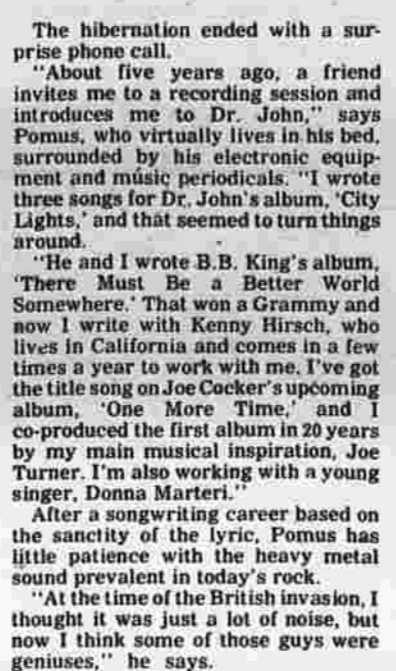 The hibernation ended with a sur-
prise phone call.
"About five years ago, a friend
invites me to a recording session and
introduces me to Dr. John," says
Pomus, who virtually lives in his bed,
surrounded by his electronic equip-
ment and music periodicals. "I wrote
three songs for Dr. John's album, 'City
Lights,' and that seemed to turn things
around.
"He and I wrote B.B. King's album,
'There Must Be a Better World
Somewhere.' That won a Grammy and
now I write with Kenny Hirsch, who
lives in California and comes in a few
times a year to work with me. I've got
the title song on Joe Cocker's upcoming
album, 'One More Time,' and I
co-produced the first album in 20 years
by my main musical inspiration, Joe
Turner. I'm also working with a young
singer, Donna Marteri."
After a songwriting career based on
the sanctity of the lyric, Pomus has
little patience with the heavy metal
sound prevalent in today's rock.
"At the time of the British invasion, I
thought it was just a lot of noise, but
now I think some of those guys were
geniuses," he says.